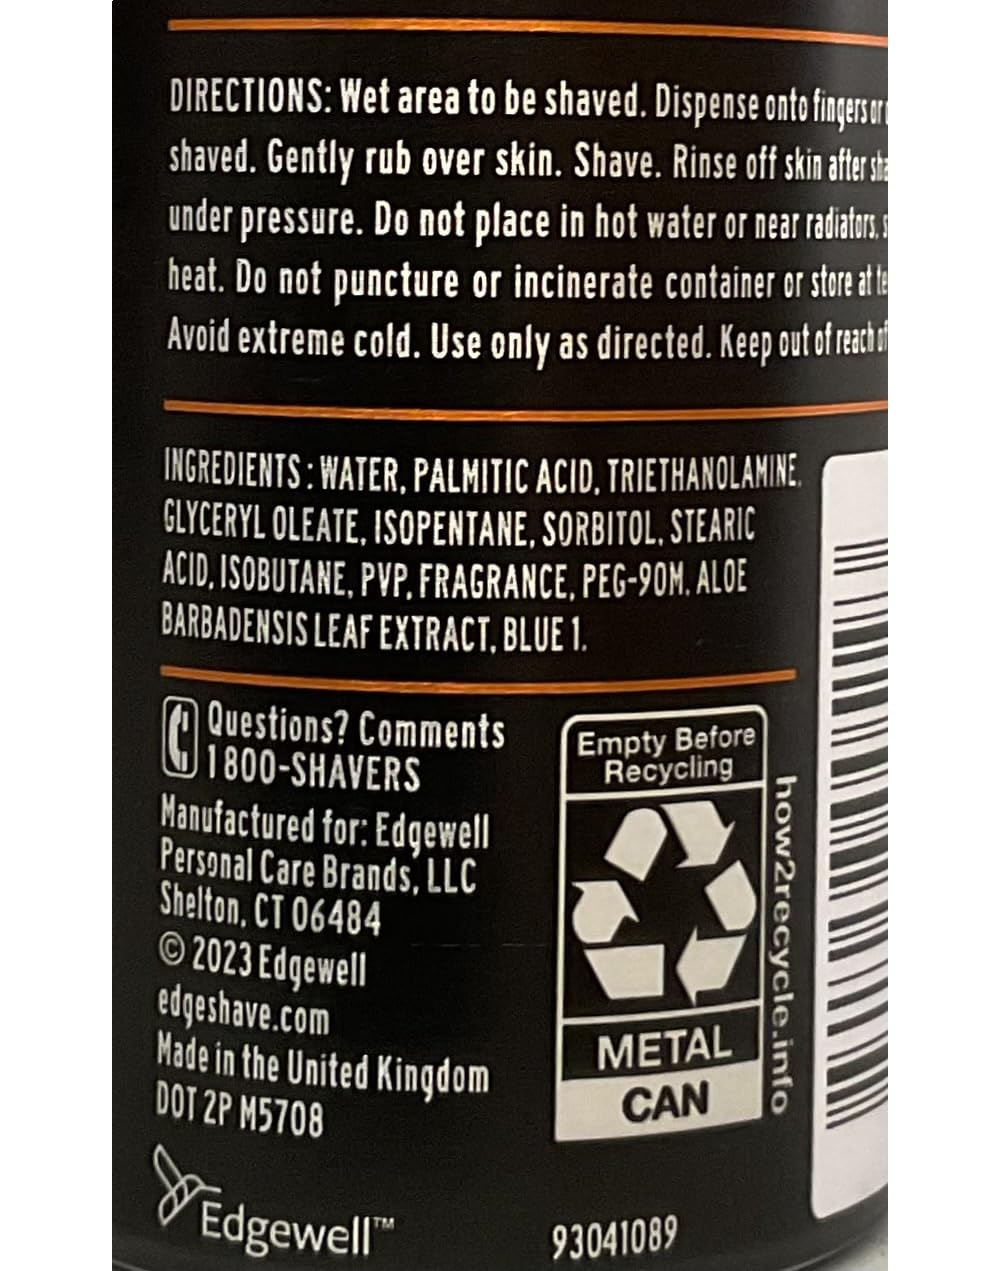 DIRECTIONS: Wet area to be shaved. Dispense onto fingers or
shaved. Gently rub over skin. Shave. Rinse off skin after
under pressure. Do not place in hot water or near radiators,
heat. Do not puncture or incinerate container or store at
Avoid extreme cold. Use only as directed. Keep out of reach of
INGREDIENTS: WATER, PALMITIC ACID, TRIETHANOLAMINE,
GLYCERYL OLEATE, ISOPENTANE, SORBITOL, STEARIC
ACID, ISOBUTANE, PVP, FRAGRANCE, PEG-90M, ALOE
BARBADENSIS LEAF EXTRACT, BLUE 1.
Questions? Comments
1 800-SHAVERS
Manufactured for: Edgewell
Personal Care Brands, LLC
Shelton, CT 06484
© 2023 Edgewell
edgeshave.com
Made in the United Kingdom
DOT 2P M5708
Edgewell™
Empty Before
Recycling
METAL
CAN
how2recycle.info
93041089